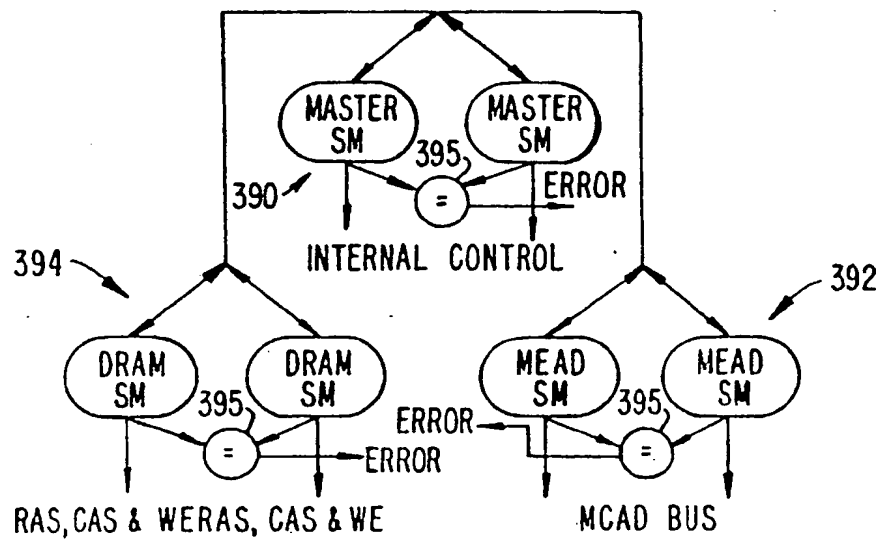 MASTER SM
MASTER SM
395
=
390
ERROR
INTERNAL CONTROL
394
392
DRAM SM
DRAM SM
395
=
ERROR
MEAD SM
MEAD SM
395
=
ERROR
RAS, CAS & WERAS, CAS & WE
MCAD BUS